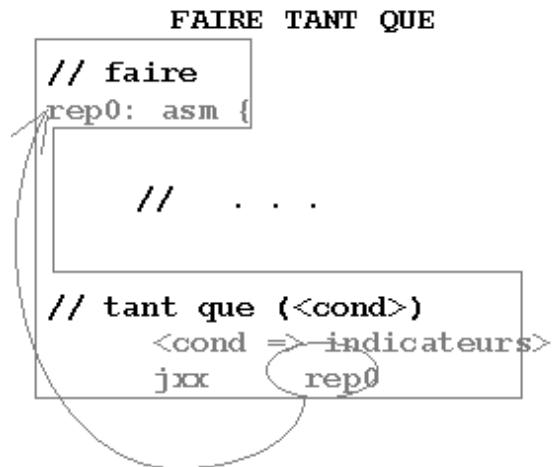 FAIRE TANT QUE
// faire
rep0: asm {
// . . .
// tant que (<cond>)
<cond => indicateurs>
jxx rep0